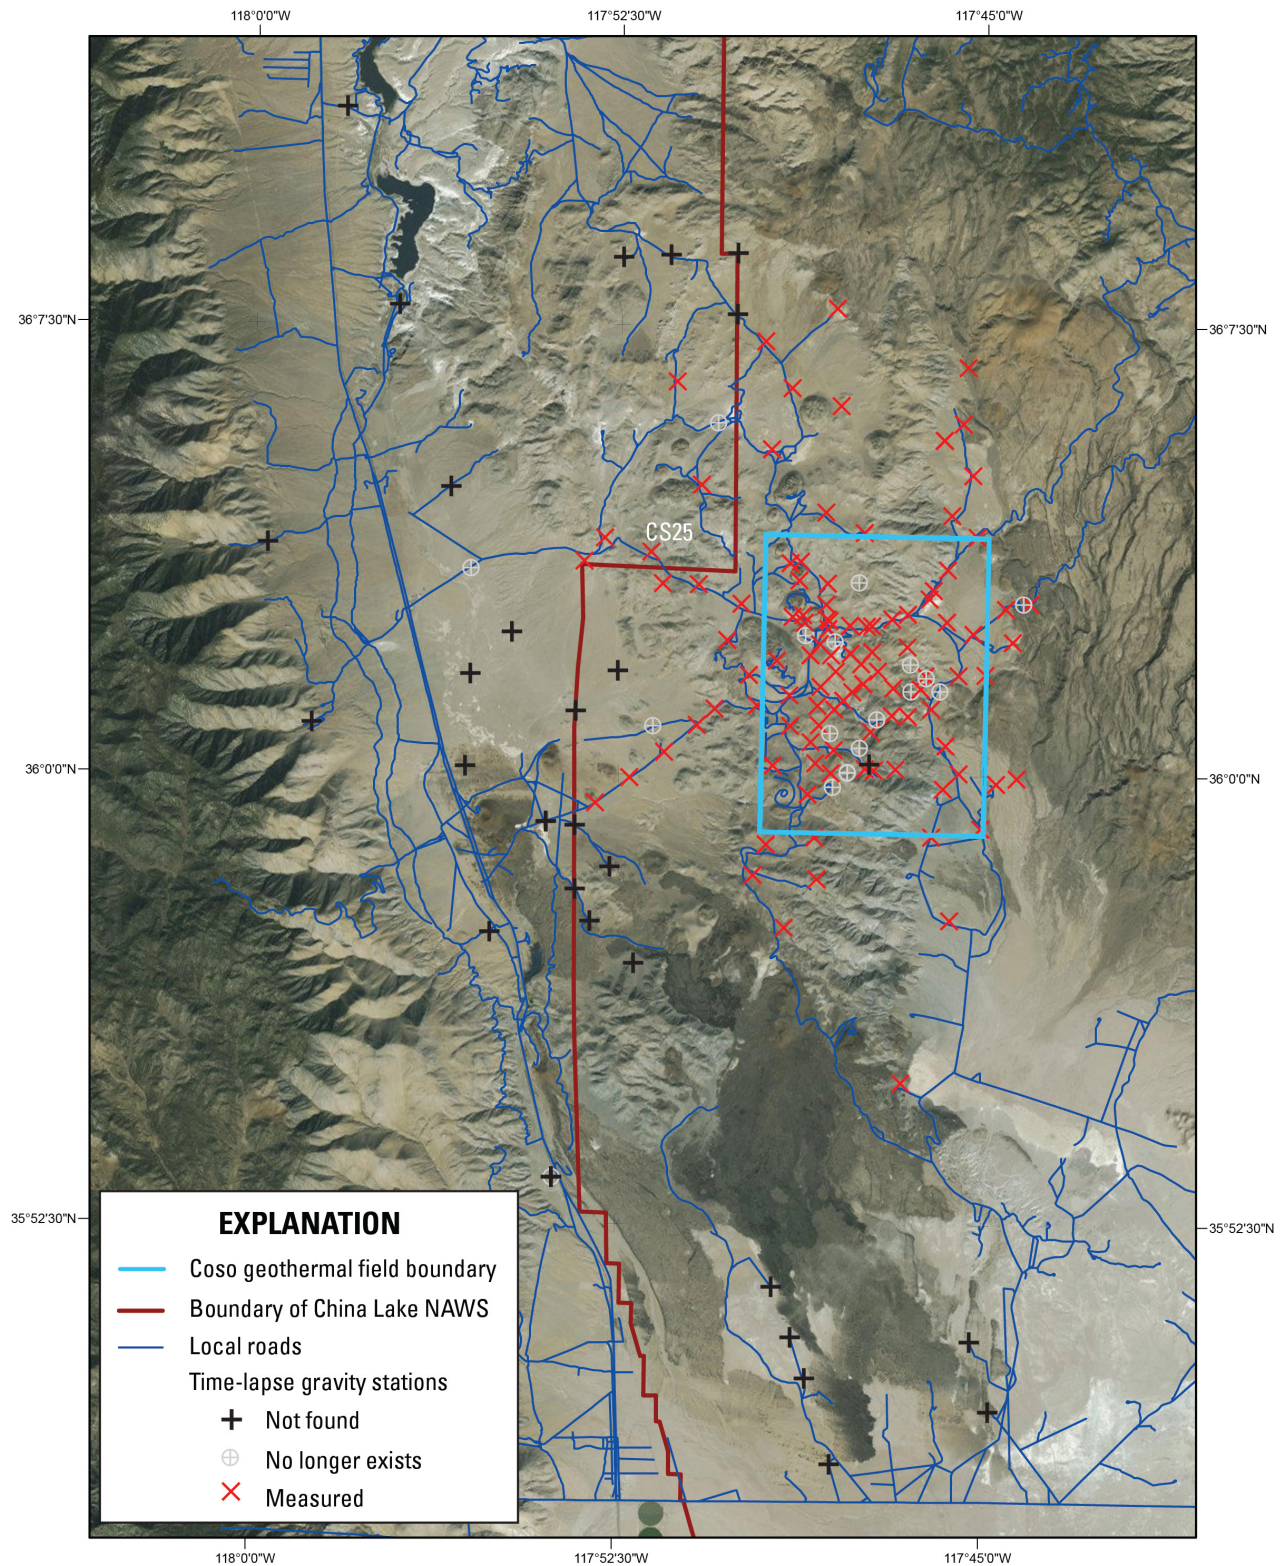 118°0'0"W
117°52'30"W
117°45'0"W
36°7'30"N
36°7'30"N
CS25
36°0'0"N
36°0'0"N
35°52'30"N
35°52'30"N
EXPLANATION
Coso geothermal field boundary
Boundary of China Lake NAWS
Local roads
Time-lapse gravity stations
Not found
No longer exists
Measured
118°0'0"W
117°52'30"W
117°45'0"W